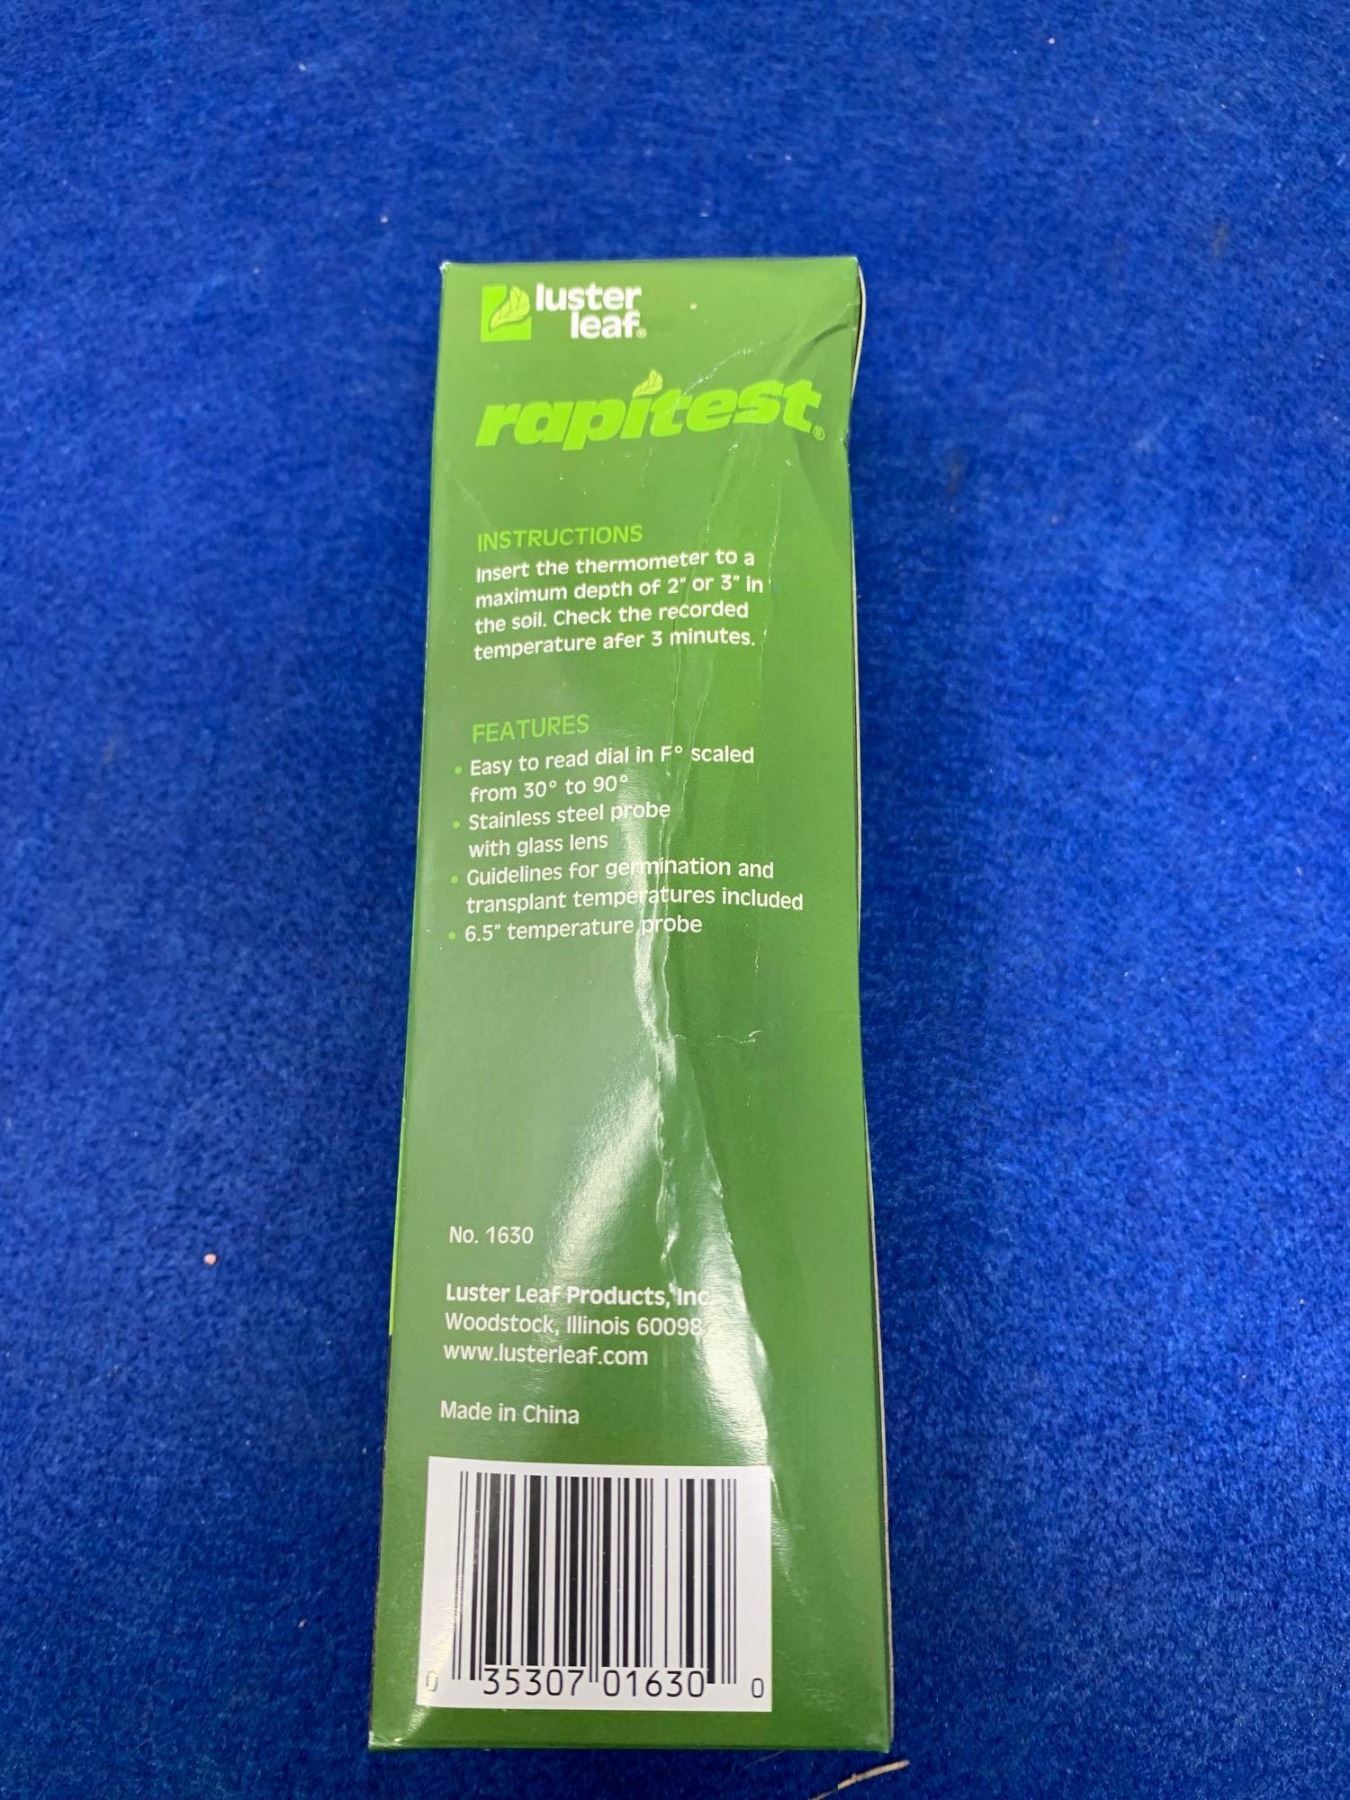 luster
leaf®
rapitest®
INSTRUCTIONS
Insert the thermometer to a
maximum depth of 2" or 3" in
the soil. Check the recorded
temperature afer 3 minutes.
FEATURES
• Easy to read dial in F° scaled
from 30° to 90°
• Stainless steel probe
with glass lens
• Guidelines for germination and
transplant temperatures included
• 6.5" temperature probe
No. 1630
Luster Leaf Products, Inc.
Woodstock, Illinois 60098
www.lusterleaf.com
Made in China
0 35307 01630 0